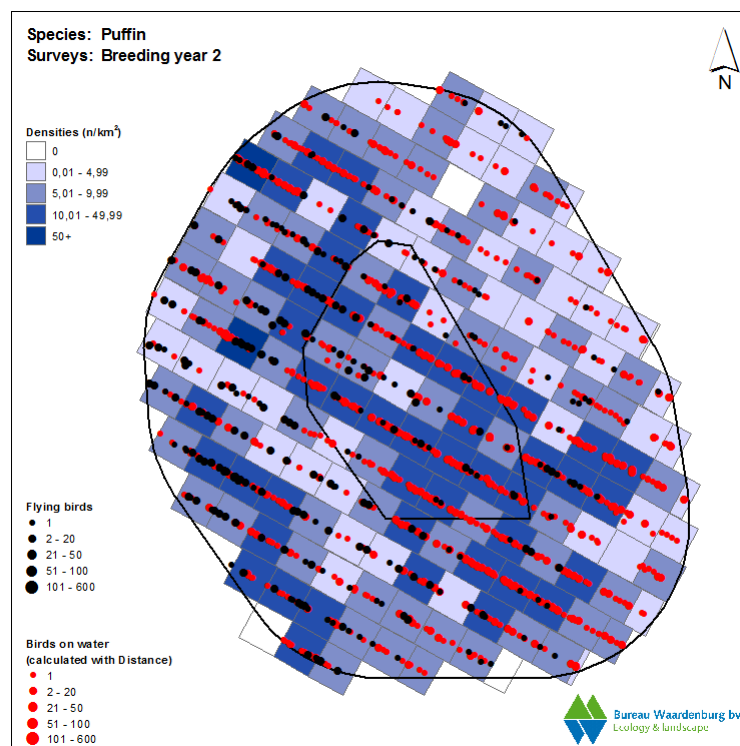 Species: Puffin
Surveys: Breeding year 2
N
Densities (n/km²)
0
0,01 - 4,99
5,01 - 9,99
10,01 - 49,99
50+
Flying birds
1
2 - 20
21 - 50
51 - 100
101 - 600
Birds on water
(calculated with Distance)
1
2 - 20
21 - 50
51 - 100
101 - 600
Bureau Waardenburg bv
Ecology & landscape